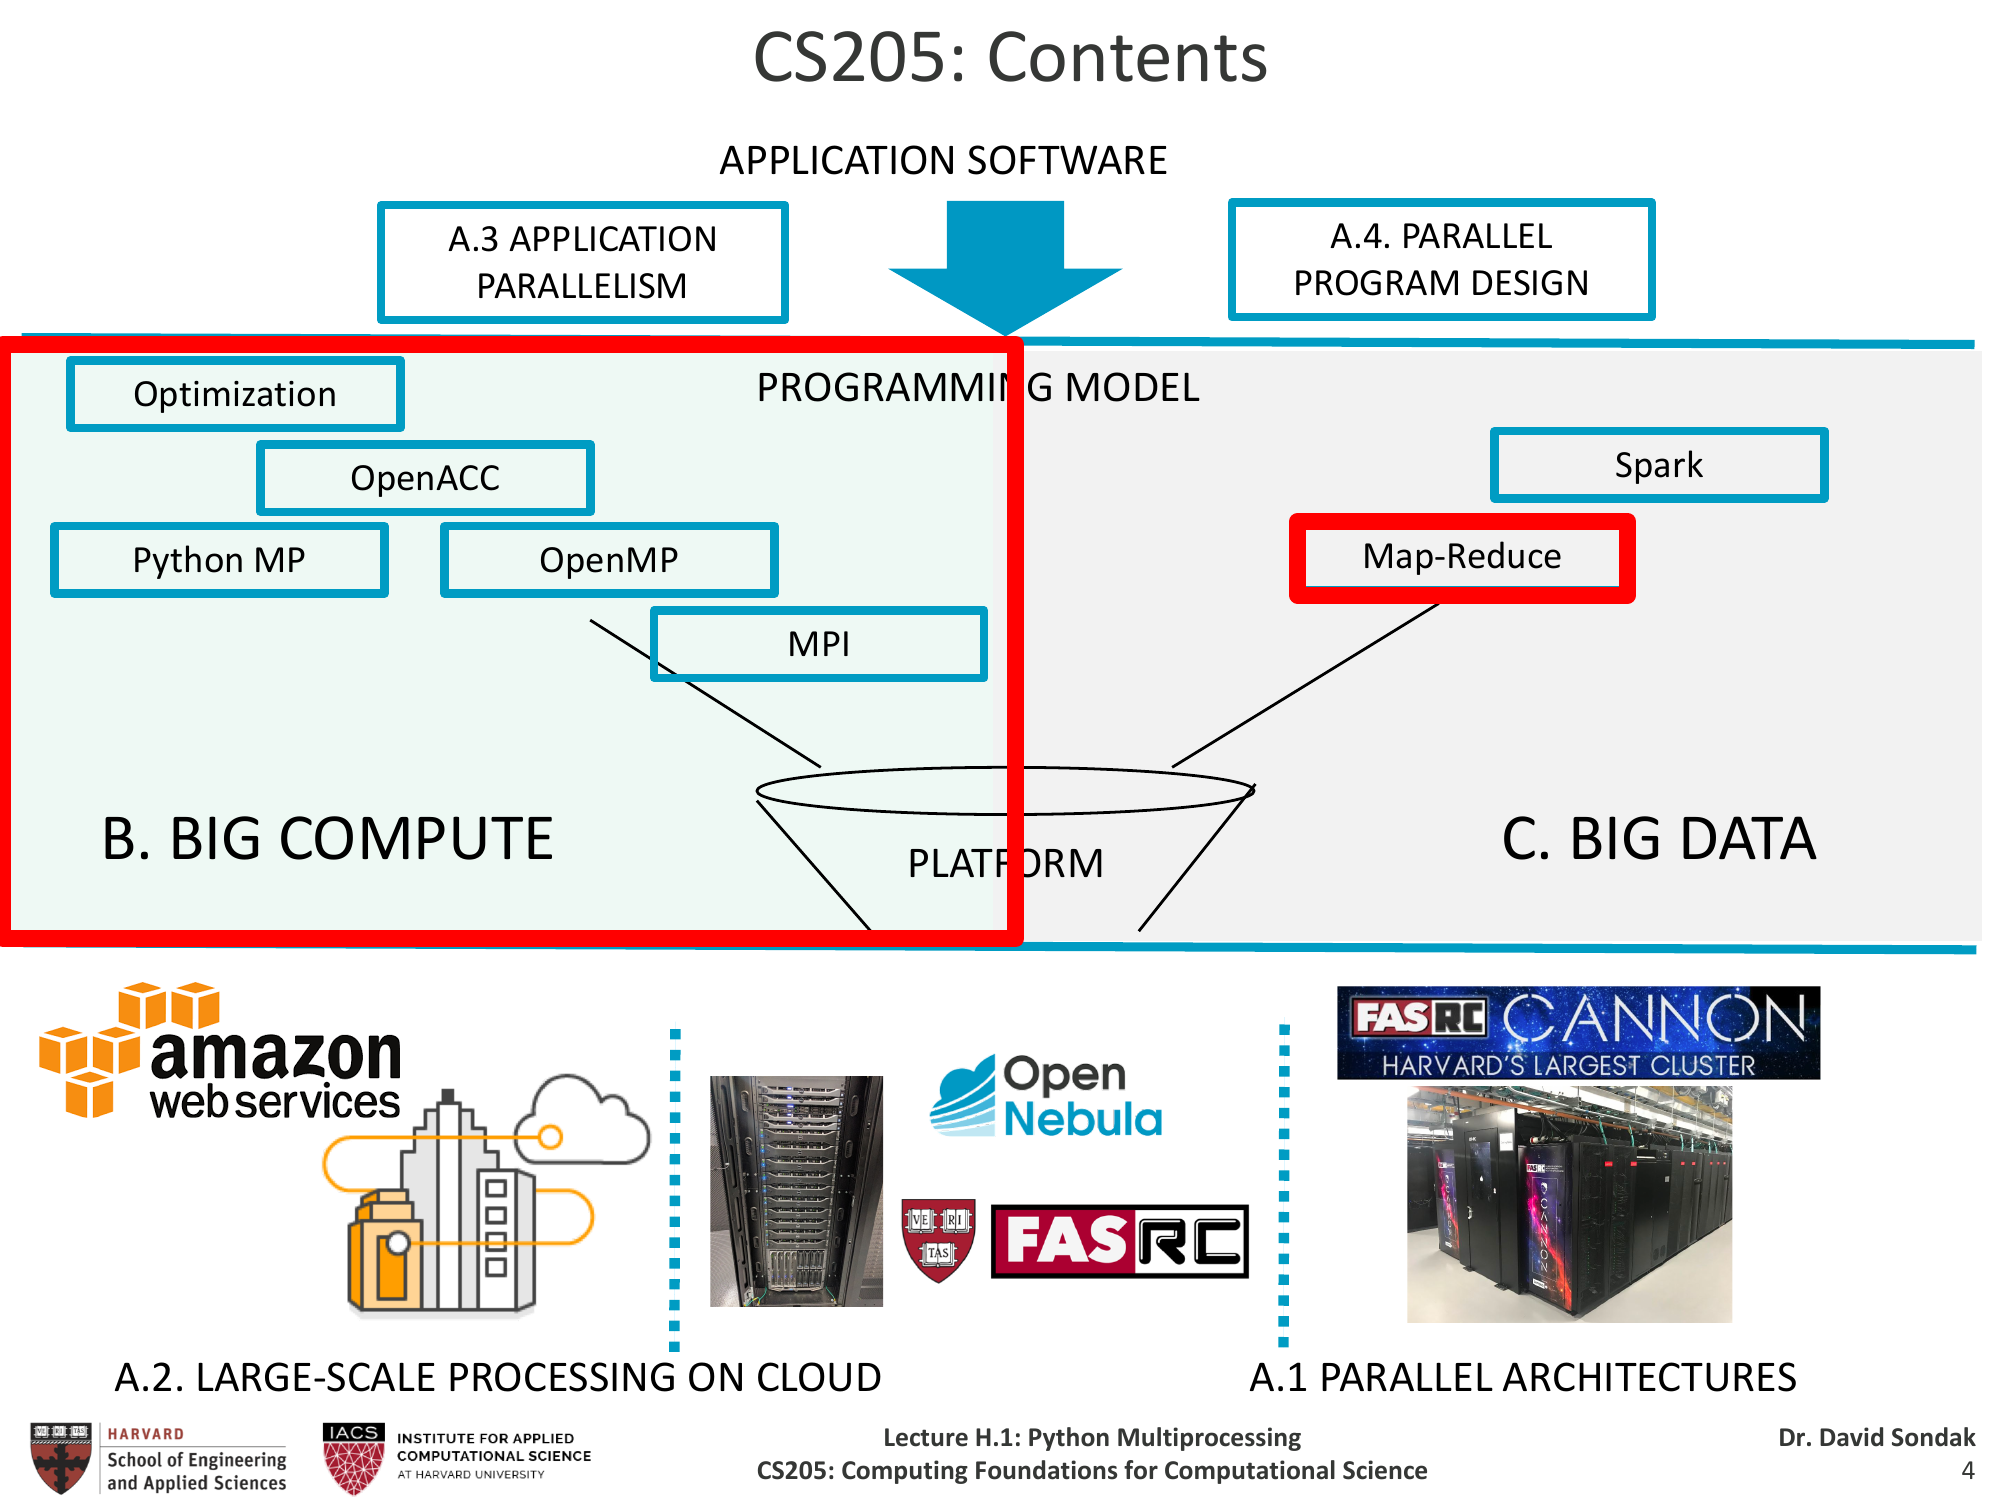 CS205: Contents
APPLICATION SOFTWARE
A.3 APPLICATION
PARALLELISM
A.4. PARALLEL
PROGRAM DESIGN
PROGRAMMING MODEL
Optimization
OpenACC
Python MP
OpenMP
MPI
Spark
Map-Reduce
B. BIG COMPUTE
PLATFORM
C. BIG DATA
amazon
webservices
Open
Nebula
VE RI
TAS
FASRC
FASRC CANNON
HARVARD'S LARGEST CLUSTER
FASRC
CANNON
A.2. LARGE-SCALE PROCESSING ON CLOUD
A.1 PARALLEL ARCHITECTURES
HARVARD
School of Engineering
and Applied Sciences
IACS
INSTITUTE FOR APPLIED
COMPUTATIONAL SCIENCE
AT HARVARD UNIVERSITY
Lecture H.1: Python Multiprocessing
CS205: Computing Foundations for Computational Science
Dr. David Sondak
4